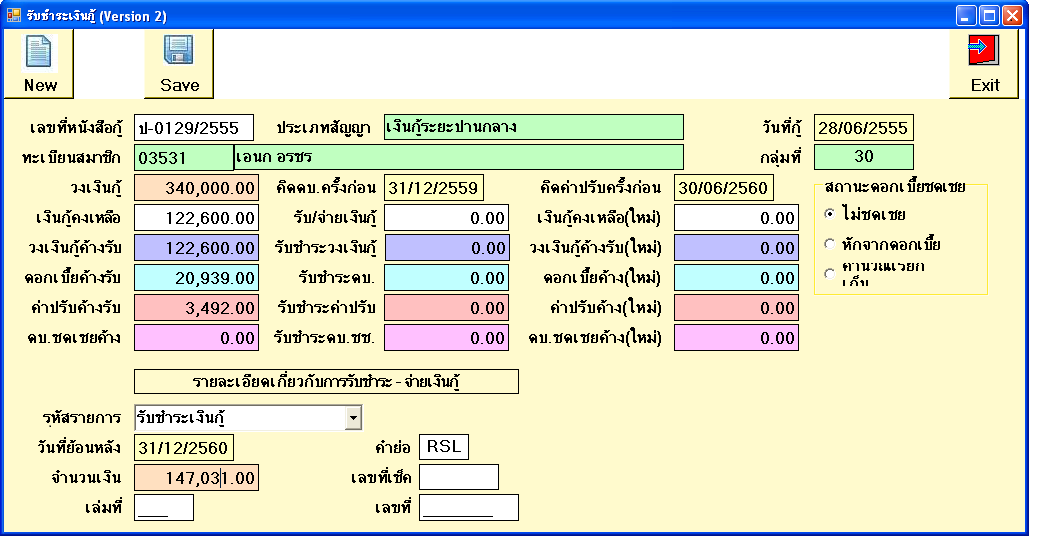 รับชำระเงินกู้ (Version 2)
New Save Exit
เลขที่หนังสือกู้ ป-0129/2555 ประเภทสัญญา เงินกู้ระยะปานกลาง วันที่กู้ 28/06/2555
ทะเบียนสมาชิก 03531 เอนก อรชร กลุ่มที่ 30
วงเงินกู้ 340,000.00 คิดดบ.ครั้งก่อน 31/12/2559 คิดค่าปรับครั้งก่อน 30/06/2560 สถานะดอกเบี้ยชดเชย
เงินกู้คงเหลือ 122,600.00 รับ/จ่ายเงินกู้ 0.00 เงินกู้คงเหลือ(ใหม่) 0.00 ไม่ชดเชย
วงเงินกู้ค้างรับ 122,600.00 รับชำระวงเงินกู้ 0.00 วงเงินกู้ค้างรับ(ใหม่) 0.00 หักจากดอกเบี้ย
ดอกเบี้ยค้างรับ 20,939.00 รับชำระดบ. 0.00 ดอกเบี้ยค้าง(ใหม่) 0.00 คำนวณเรียก
เก็บ
ค่าปรับค้างรับ 3,492.00 รับชำระค่าปรับ 0.00 ค่าปรับค้าง(ใหม่) 0.00
ดบ.ชดเชยค้าง 0.00 รับชำระดบ.ชช. 0.00 ดบ.ชดเชยค้าง(ใหม่) 0.00
รายละเอียดเกี่ยวกับการรับชำระ - จ่ายเงินกู้
รหัสรายการ รับชำระเงินกู้
วันที่ย้อนหลัง 31/12/2560 คำย่อ RSL
จำนวนเงิน 147,031.00 เลขที่เช็ค
เล่มที่ ___ เลขที่ _______